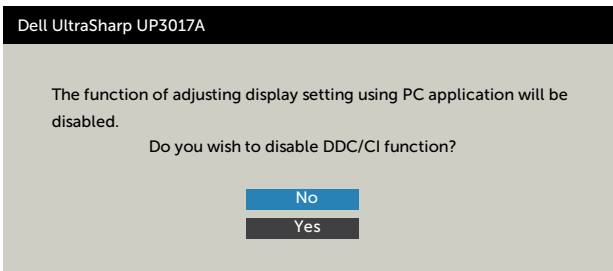 Dell UltraSharp UP3017A
The function of adjusting display setting using PC application will be
disabled.
Do you wish to disable DDC/CI function?
No
Yes